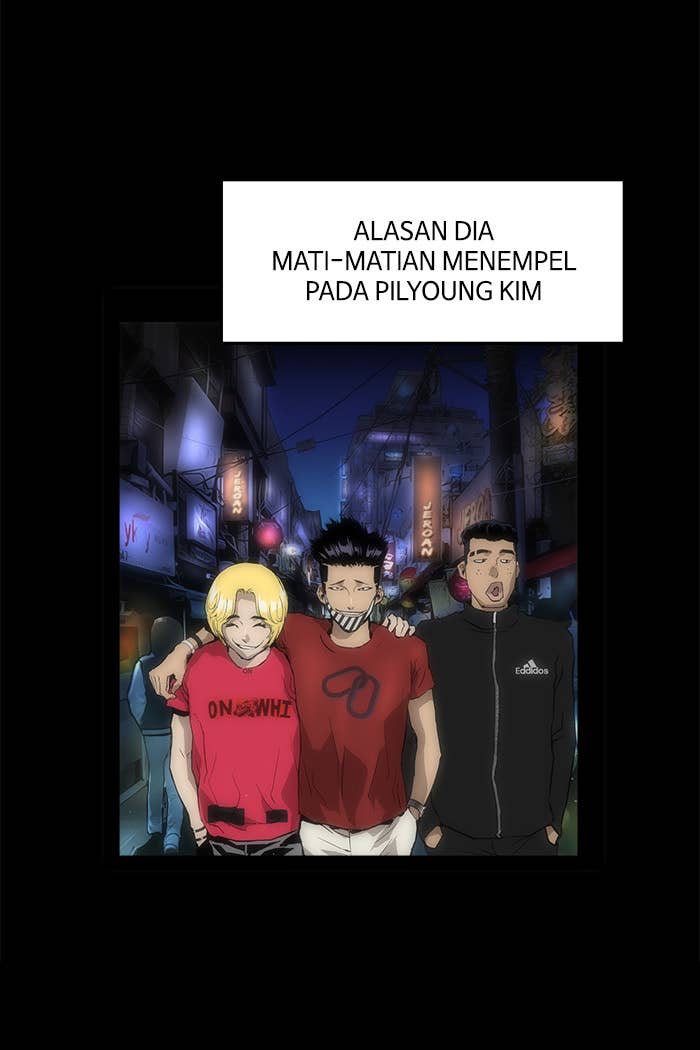 ALASAN DIA
MATI-MATIAN MENEMPEL
PADA PILYOUNG KIM
JEROAN
JEROAN
ON WHI
Eddidos